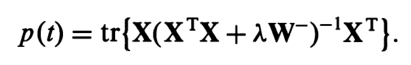 p(t) = tr{X(XᵀX + λW⁻)⁻¹Xᵀ}.